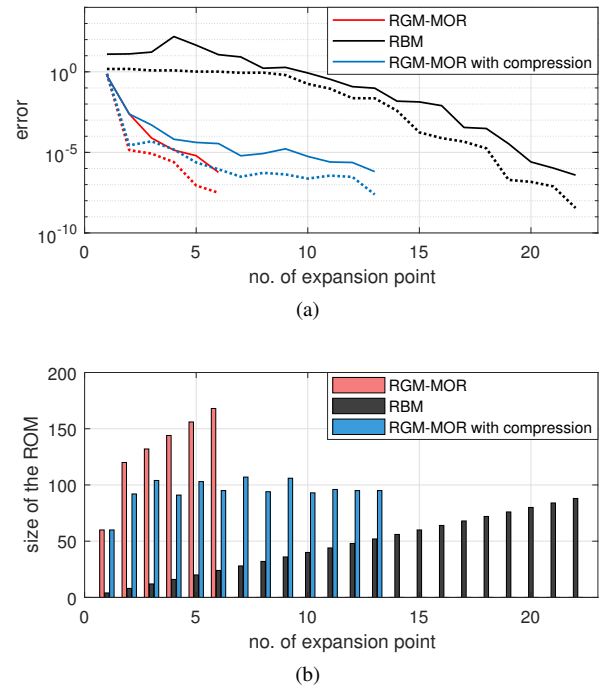 RGM-MOR
RBM
RGM-MOR with compression
10^0
10^-5
10^-10
error
0 5 10 15 20
no. of expansion point
(a)
200
150
100
50
0
size of the ROM
RGM-MOR
RBM
RGM-MOR with compression
0 5 10 15 20
no. of expansion point
(b)